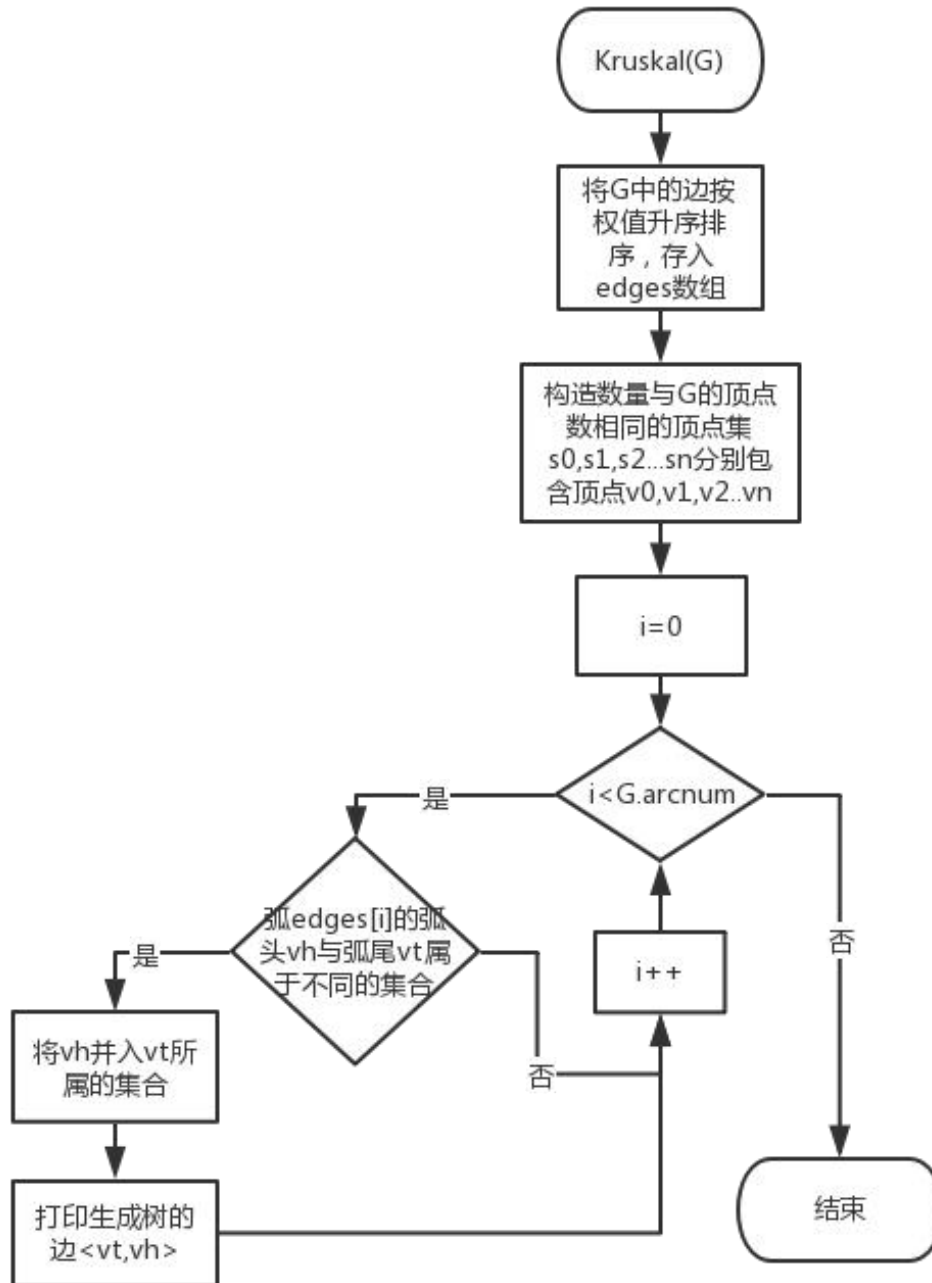 Kruskal(G)
将G中的边按
权值升序排
序，存入
edges数组
构造数量与G的顶点
数相同的顶点集
s0,s1,s2...sn分别包
含顶点v0,v1,v2..vn
i=0
i<G.arcnum
是
否
弧edges[i]的弧
头vh与弧尾vt属
于不同的集合
是
否
i++
将vh并入vt所
属的集合
打印生成树的
边<vt,vh>
结束